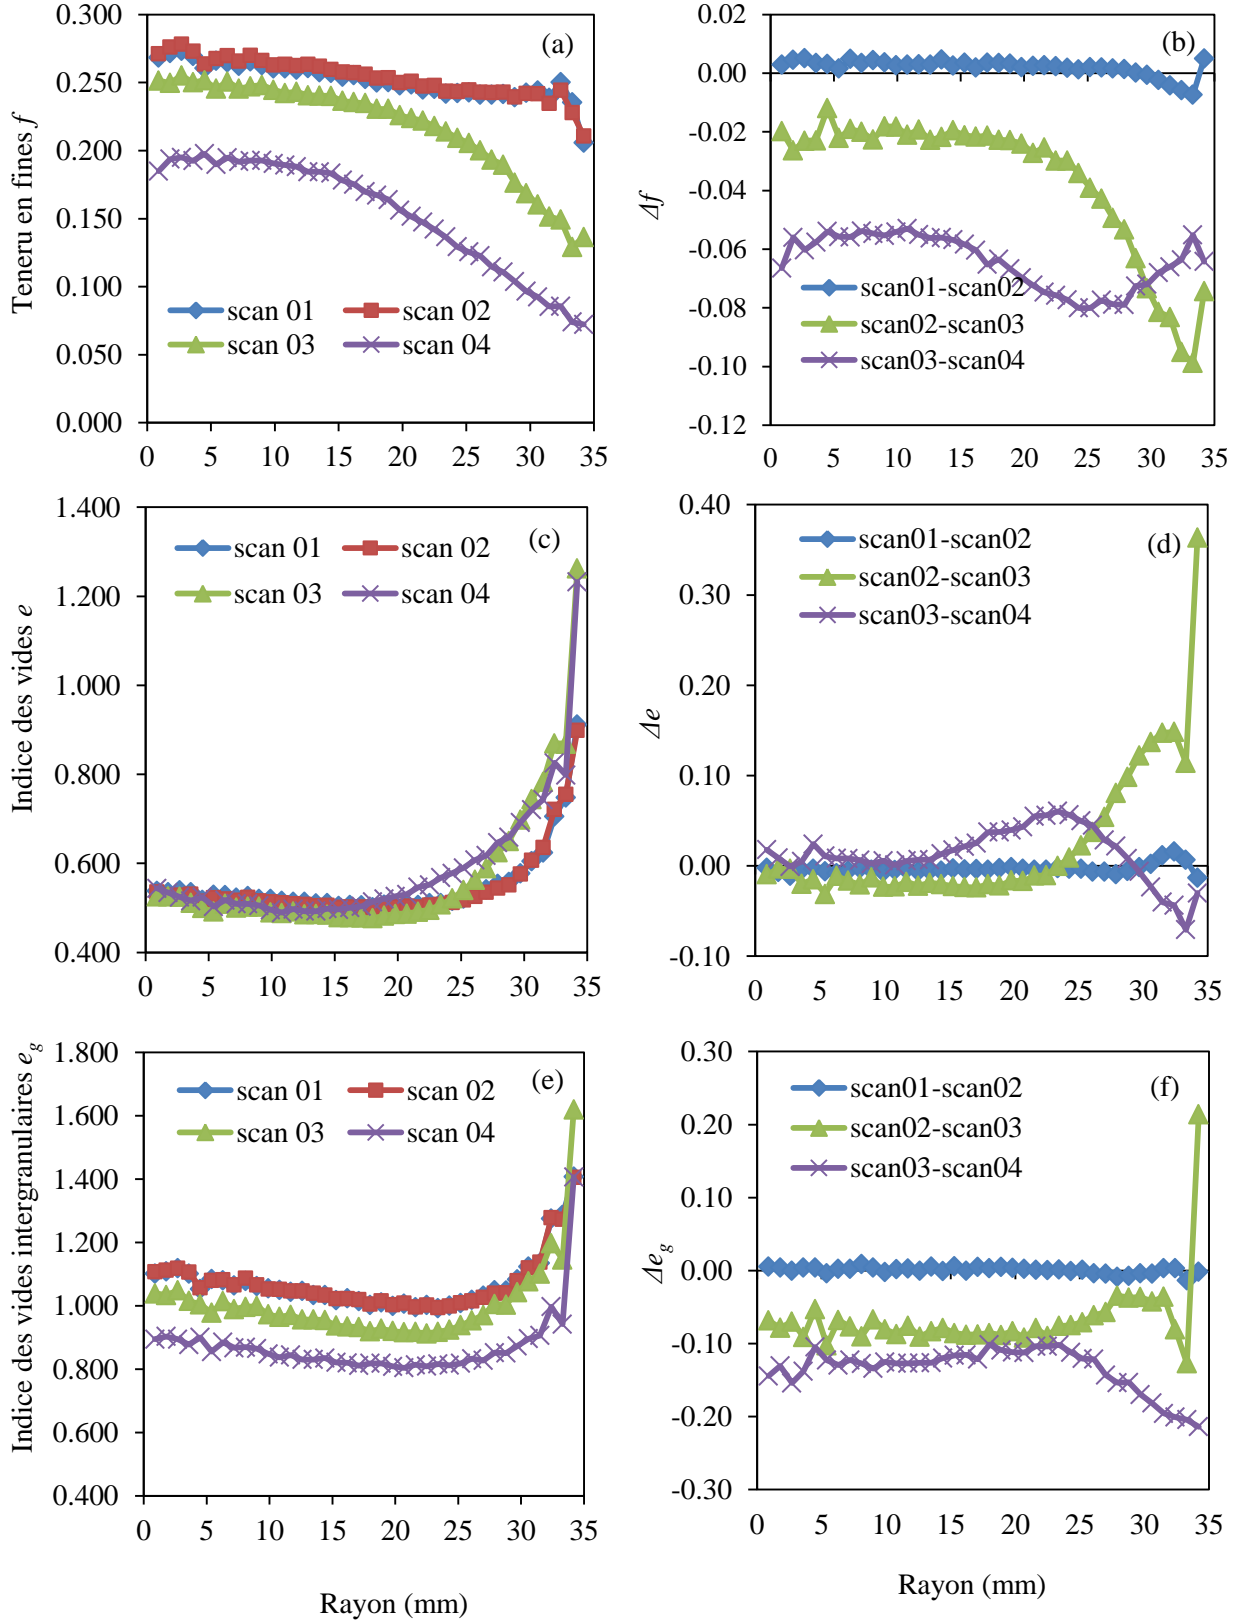 0.300
0.250
0.200
0.150
0.100
0.050
0.000
Teneru en fines f
(a)
scan 01
scan 02
scan 03
scan 04
0 5 10 15 20 25 30 35
0.02
0.00
-0.02
-0.04
-0.06
-0.08
-0.10
-0.12
Δf
(b)
scan01-scan02
scan02-scan03
scan03-scan04
0 5 10 15 20 25 30 35
1.400
1.200
1.000
0.800
0.600
0.400
Indice des vides e
(c)
scan 01
scan 02
scan 03
scan 04
0 5 10 15 20 25 30 35
0.40
0.30
0.20
0.10
0.00
-0.10
Δe
(d)
scan01-scan02
scan02-scan03
scan03-scan04
0 5 10 15 20 25 30 35
1.800
1.600
1.400
1.200
1.000
0.800
0.600
0.400
Indice des vides intergranulaires eg
(e)
scan 01
scan 02
scan 03
scan 04
0 5 10 15 20 25 30 35
Rayon (mm)
0.30
0.20
0.10
0.00
-0.10
-0.20
-0.30
Δeg
(f)
scan01-scan02
scan02-scan03
scan03-scan04
0 5 10 15 20 25 30 35
Rayon (mm)